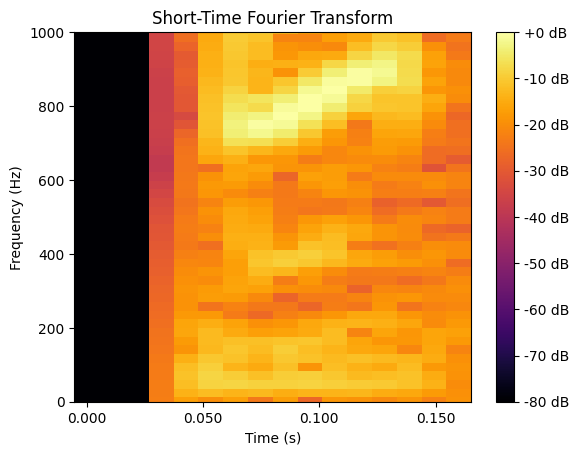 Short-Time Fourier Transform
1000
800
600
400
200
0
Frequency (Hz)
0.000
0.050
0.100
0.150
Time (s)
+0 dB
-10 dB
-20 dB
-30 dB
-40 dB
-50 dB
-60 dB
-70 dB
-80 dB